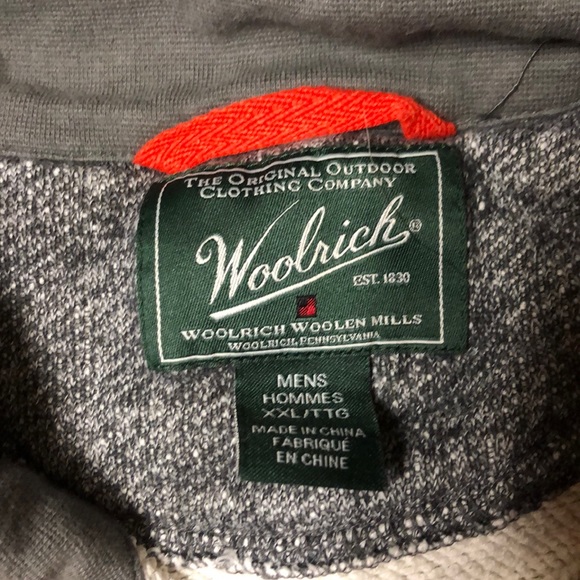 THE ORIGINAL OUTDOOR
CLOTHING COMPANY
Woolrich®
EST. 1830
WOOLRICH WOOLEN MILLS
WOOLRICH, PENNSYLVANIA
MENS
HOMMES
XXL/TTG
MADE IN CHINA
FABRIQUÉ
EN CHINE